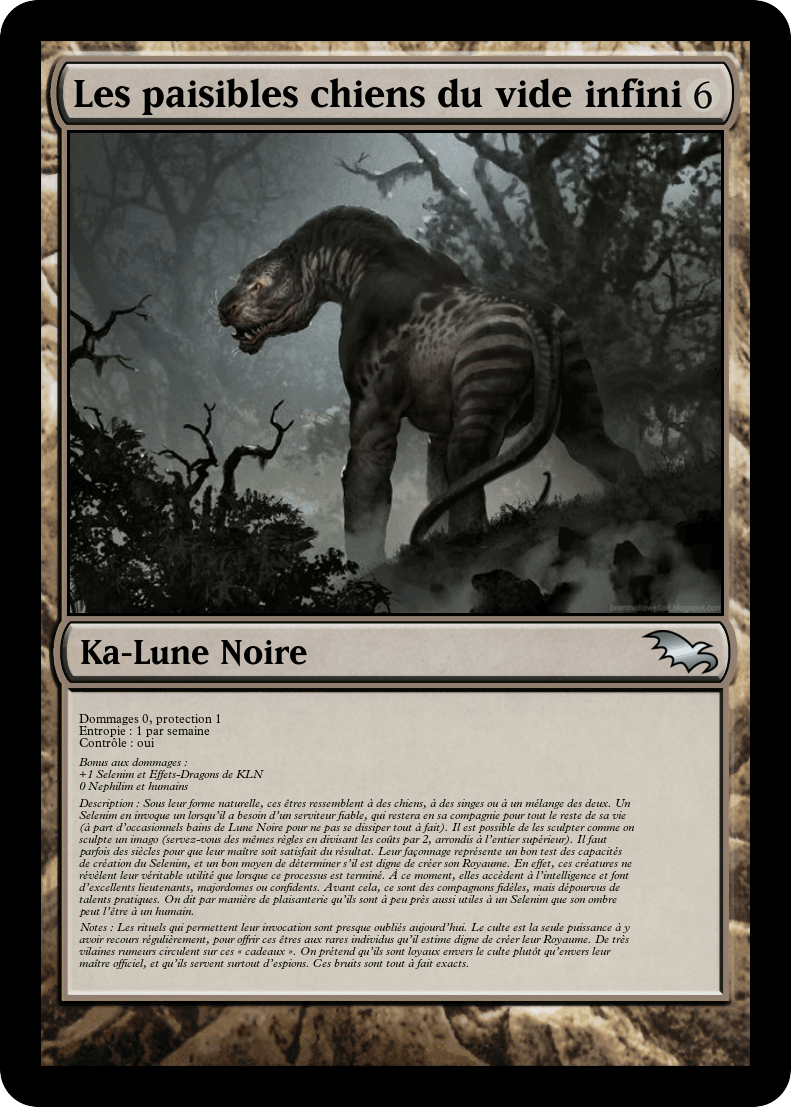 Les paisibles chiens du vide infini 6
brenthollowellart.blogspot.com
Ka-Lune Noire
Dommages 0, protection 1
Entropie : 1 par semaine
Contrôle : oui
Bonus aux dommages :
+1 Selenim et Effets-Dragons de KLN
0 Nephilim et humains
Description : Sous leur forme naturelle, ces êtres ressemblent à des chiens, à des singes ou à un mélange des deux. Un
Selenim en invoque un lorsqu'il a besoin d'un serviteur fiable, qui restera en sa compagnie pour tout le reste de sa vie
(à part d'occasionnels bains de Lune Noire pour ne pas se dissiper tout à fait). Il est possible de les sculpter comme on
sculpte un imago (servez-vous des mêmes règles en divisant les coûts par 2, arrondis à l'entier supérieur). Il faut
parfois des siècles pour que leur maître soit satisfait du résultat. Leur façonnage représente un bon test des capacités
de création du Selenim, et un bon moyen de déterminer s'il est digne de créer son Royaume. En effet, ces créatures ne
révèlent leur véritable utilité que lorsque ce processus est terminé. À ce moment, elles accèdent à l'intelligence et font
d'excellents lieutenants, majordomes ou confidents. Avant cela, ce sont des compagnons fidèles, mais dépourvus de
talents pratiques. On dit par manière de plaisanterie qu'ils sont à peu près aussi utiles à un Selenim que son ombre
peut l'être à un humain.
Notes : Les rituels qui permettent leur invocation sont presque oubliés aujourd'hui. Le culte est la seule puissance à y
avoir recours régulièrement, pour offrir ces êtres aux rares individus qu'il estime digne de créer leur Royaume. De très
vilaines rumeurs circulent sur ces « cadeaux ». On prétend qu'ils sont loyaux envers le culte plutôt qu'envers leur
maître officiel, et qu'ils servent surtout d'espions. Ces bruits sont tout à fait exacts.